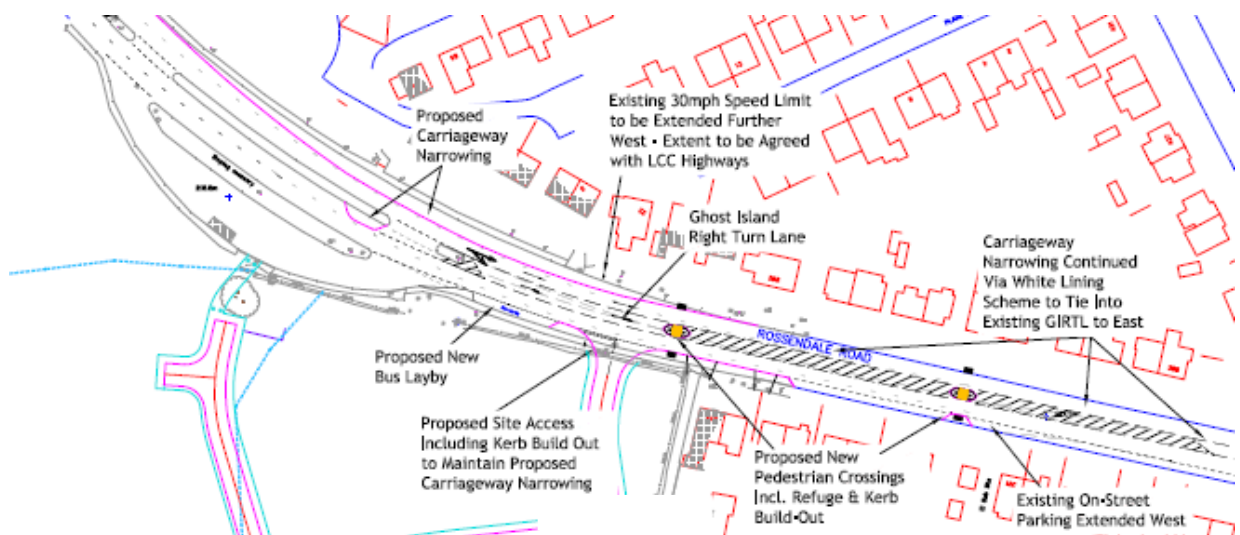 Proposed
Carriageway
Narrowing
Existing 30mph Speed Limit
to be Extended Further
West - Extent to be Agreed
with LCC Highways
Ghost Island
Right Turn Lane
Carriageway
Narrowing Continued
Via White Lining
Scheme to Tie Into
Existing GIRTL to East
ROSSENDALE ROAD
Proposed New
Bus Layby
Proposed Site Access
Including Kerb Build Out
to Maintain Proposed
Carriageway Narrowing
Proposed New
Pedestrian Crossings
Incl. Refuge & Kerb
Build-Out
Existing On-Street
Parking Extended West